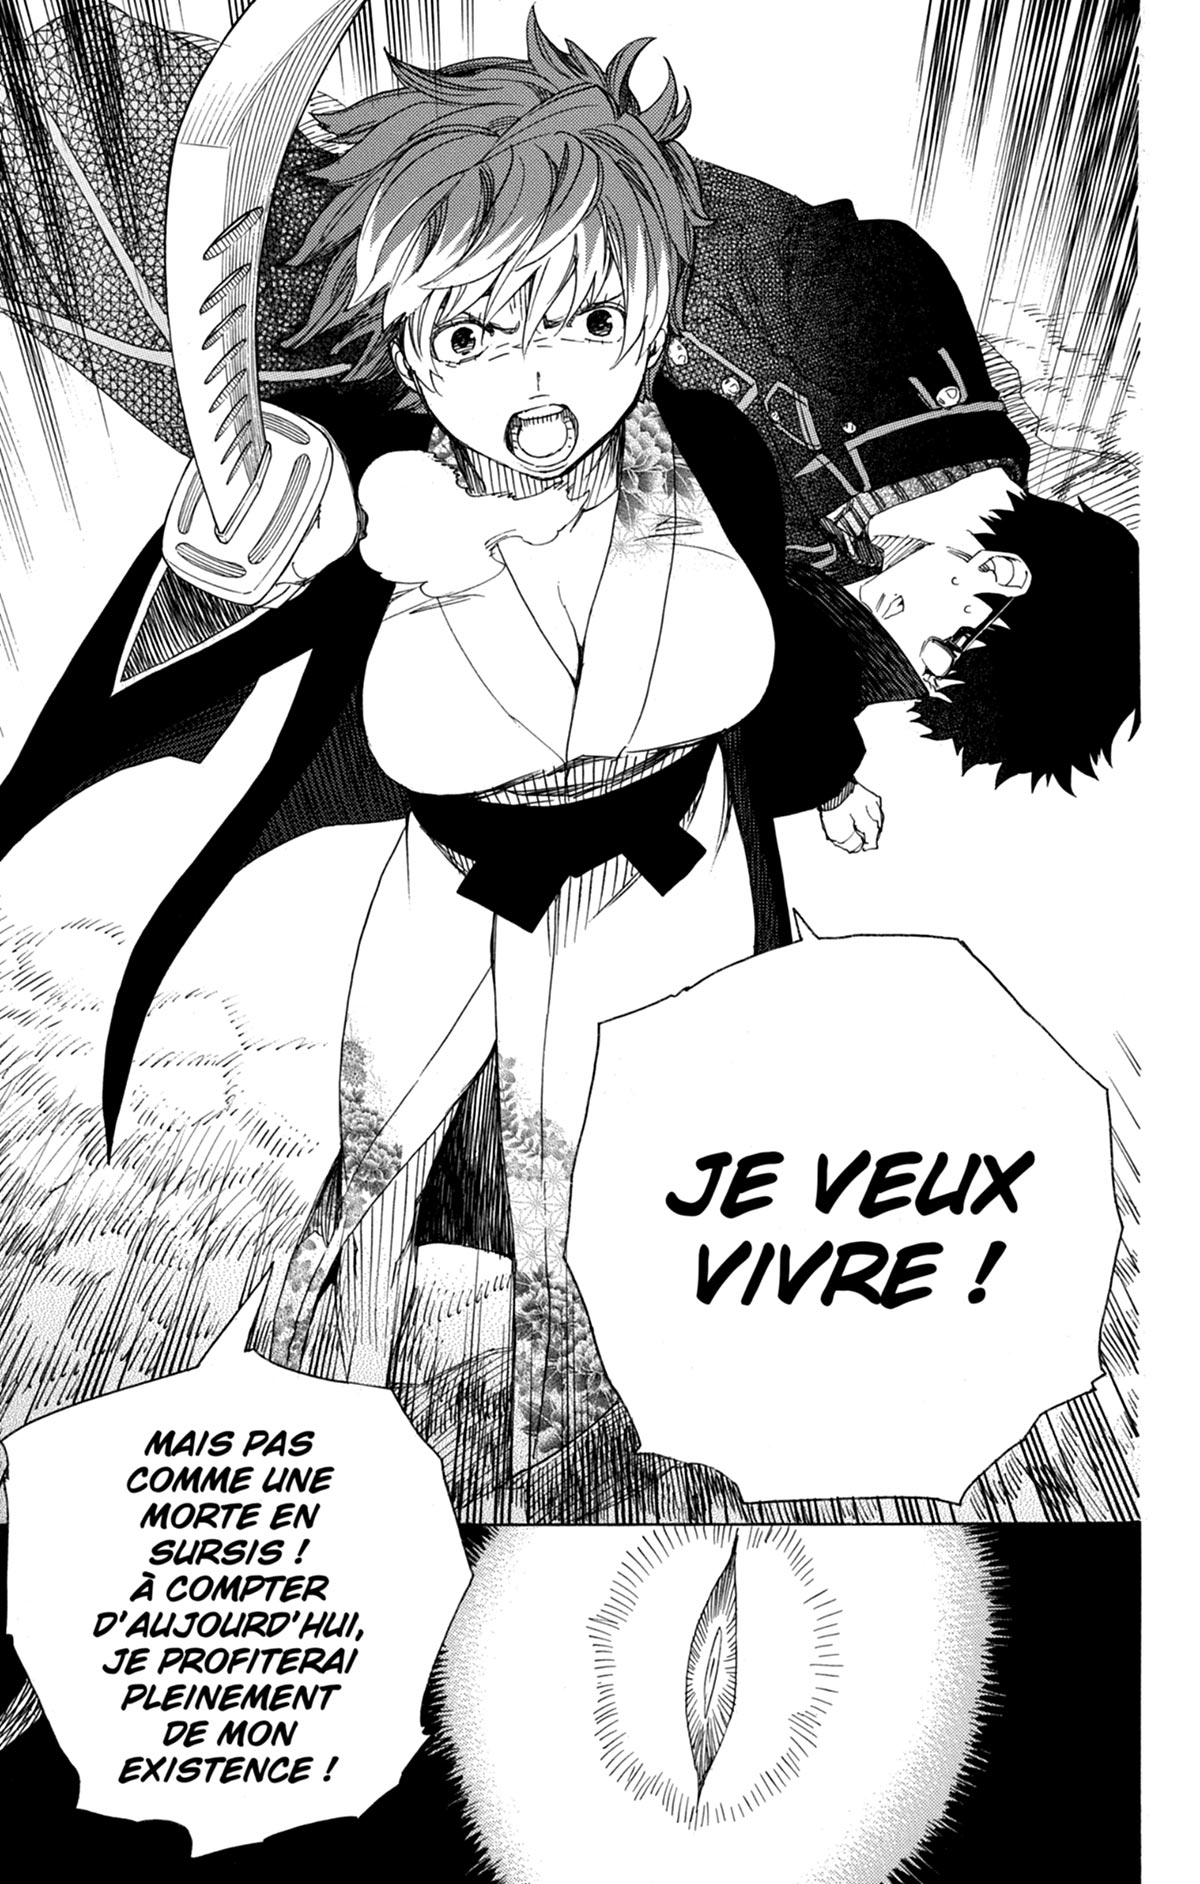 JE VEUX
VIVRE !
MAIS PAS
COMME UNE
MORTE EN
SURSIS !
À COMPTER
D'AUJOURD'HUI,
JE PROFITERAI
PLEINEMENT
DE MON
EXISTENCE !